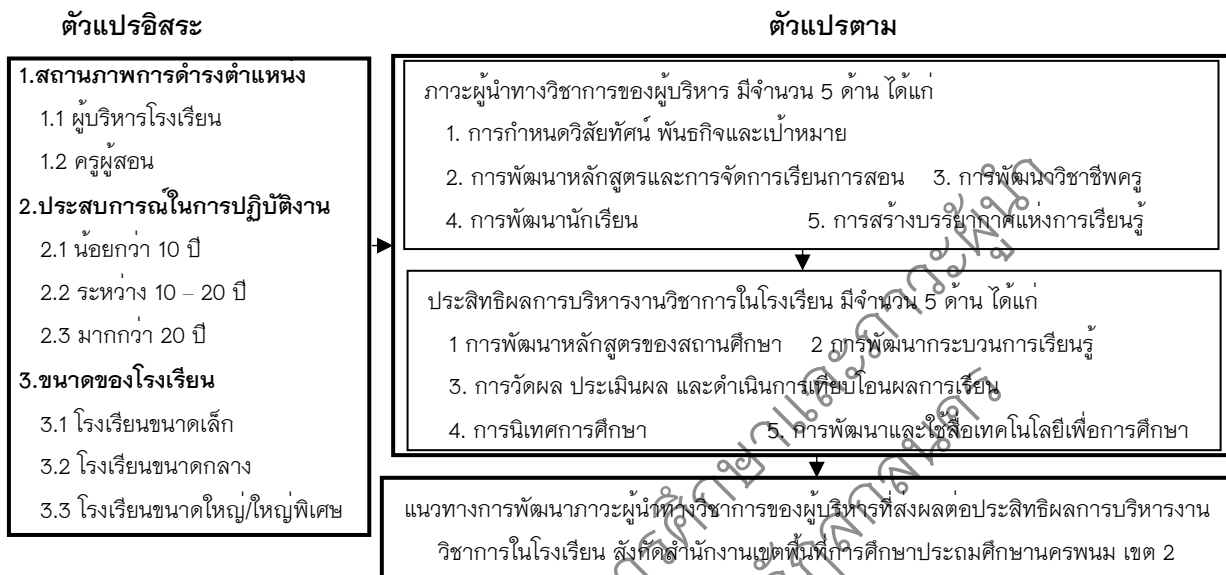 ตัวแปรอิสระ
ตัวแปรตาม
1.สถานภาพการดำรงตำแหน่ง
1.1 ผู้บริหารโรงเรียน
1.2 ครูผู้สอน
2.ประสบการณ์ในการปฏิบัติงาน
2.1 น้อยกว่า 10 ปี
2.2 ระหว่าง 10 – 20 ปี
2.3 มากกว่า 20 ปี
3.ขนาดของโรงเรียน
3.1 โรงเรียนขนาดเล็ก
3.2 โรงเรียนขนาดกลาง
3.3 โรงเรียนขนาดใหญ่/ใหญ่พิเศษ
ภาวะผู้นำทางวิชาการของผู้บริหาร มีจำนวน 5 ด้าน ได้แก่
1. การกำหนดวิสัยทัศน์ พันธกิจและเป้าหมาย
2. การพัฒนาหลักสูตรและการจัดการเรียนการสอน 3. การพัฒนาวิชาชีพครู
4. การพัฒนานักเรียน 5. การสร้างบรรยากาศแห่งการเรียนรู้
ประสิทธิผลการบริหารงานวิชาการในโรงเรียน มีจำนวน 5 ด้าน ได้แก่
1 การพัฒนาหลักสูตรของสถานศึกษา 2 การพัฒนากระบวนการเรียนรู้
3. การวัดผล ประเมินผล และดำเนินการเทียบโอนผลการเรียน
4. การนิเทศการศึกษา 5. การพัฒนาและใช้สื่อเทคโนโลยีเพื่อการศึกษา
แนวทางการพัฒนาภาวะผู้นำทางวิชาการของผู้บริหารที่ส่งผลต่อประสิทธิผลการบริหารงาน
วิชาการในโรงเรียน สังกัดสำนักงานเขตพื้นที่การศึกษาประถมศึกษานครพนม เขต 2